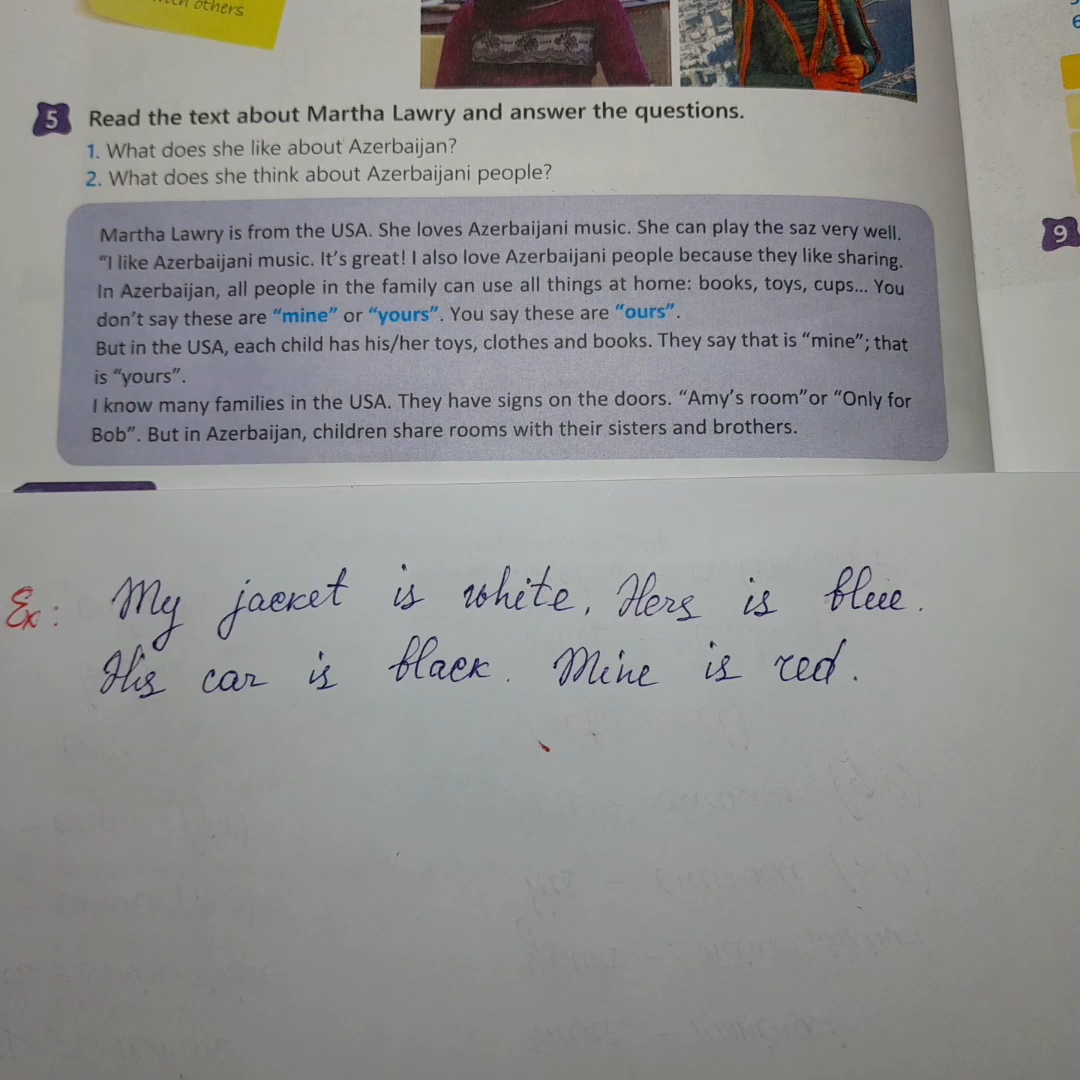 others
5 Read the text about Martha Lawry and answer the questions.
1. What does she like about Azerbaijan?
2. What does she think about Azerbaijani people?
Martha Lawry is from the USA. She loves Azerbaijani music. She can play the saz very well.
“I like Azerbaijani music. It’s great! I also love Azerbaijani people because they like sharing.
In Azerbaijan, all people in the family can use all things at home: books, toys, cups... You
don’t say these are “mine” or “yours”. You say these are “ours”.
But in the USA, each child has his/her toys, clothes and books. They say that is “mine”; that
is “yours”.
I know many families in the USA. They have signs on the doors. “Amy’s room”or “Only for
Bob”. But in Azerbaijan, children share rooms with their sisters and brothers.
9
Ex: My jacket is white. Hers is blue.
His car is black. Mine is red.